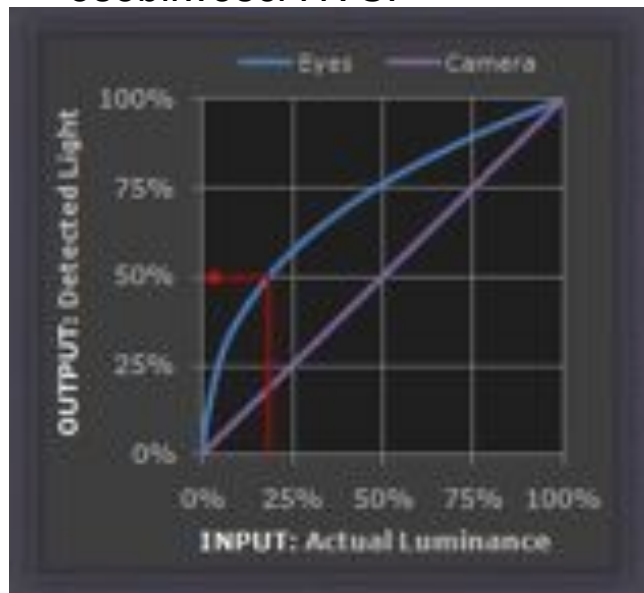 Eyes Camera
100%
75%
50%
25%
0%
OUTPUT: Detected Light
0% 25% 50% 75% 100%
INPUT: Actual Luminance